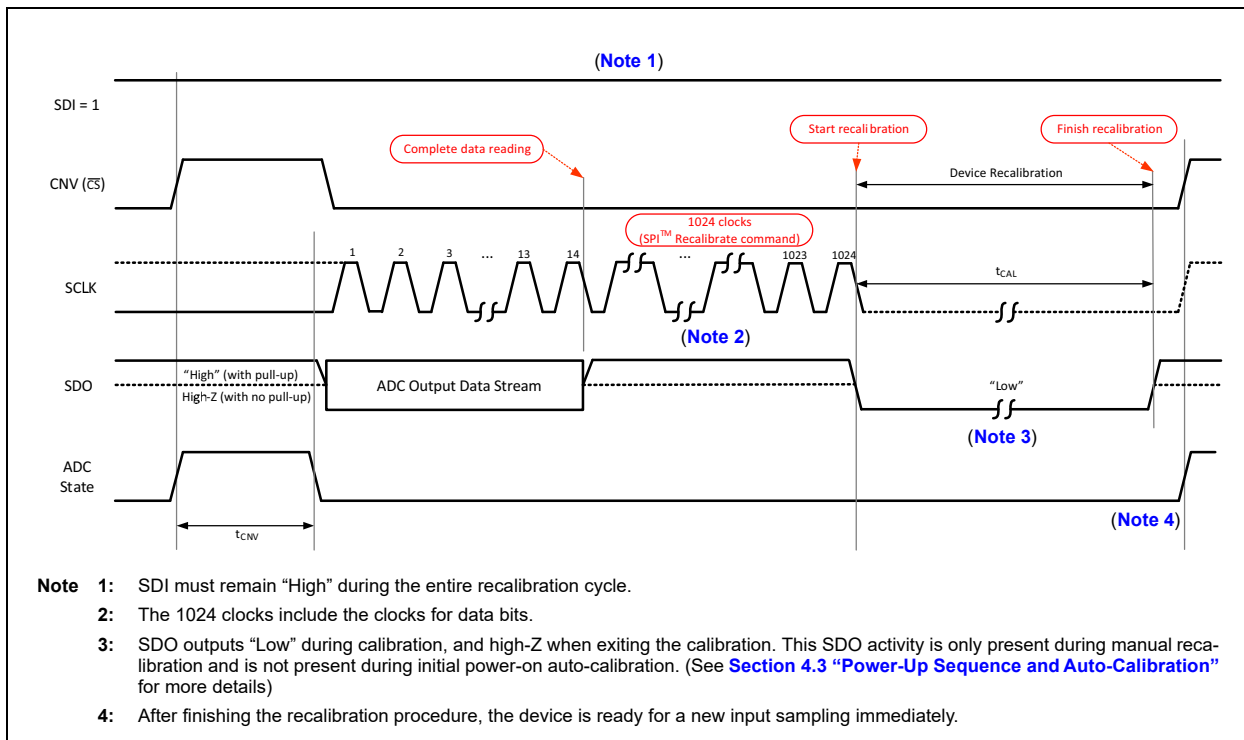 (Note 1)
SDI = 1
Complete data reading
Start recalibration
Finish recalibration
CNV (CS)
Device Recalibration
1024 clocks
(SPI™ Recalibrate command)
1 2 3 ... 13 14 ... 1023 1024
SCLK
tCAL
(Note 2)
SDO
"High" (with pull-up)
High-Z (with no pull-up)
ADC Output Data Stream
"Low"
(Note 3)
ADC
State
(Note 4)
tCNV
Note 1: SDI must remain “High” during the entire recalibration cycle.
2: The 1024 clocks include the clocks for data bits.
3: SDO outputs “Low” during calibration, and high-Z when exiting the calibration. This SDO activity is only present during manual reca-
libration and is not present during initial power-on auto-calibration. (See Section 4.3 “Power-Up Sequence and Auto-Calibration”
for more details)
4: After finishing the recalibration procedure, the device is ready for a new input sampling immediately.